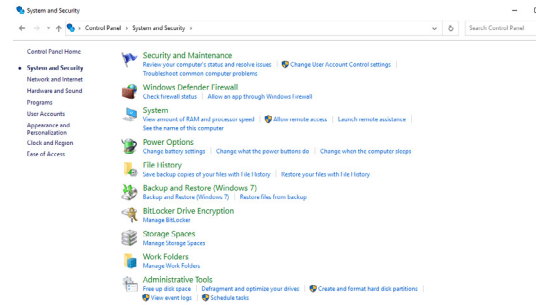 System and Security
Control Panel > System and Security >
Search Control Panel
Control Panel Home
System and Security
Network and Internet
Hardware and Sound
Programs
User Accounts
Appearance and
Personalization
Clock and Region
Ease of Access
Security and Maintenance
Review your computer's status and resolve issues | Change User Account Control settings |
Troubleshoot common computer problems
Windows Defender Firewall
Check firewall status | Allow an app through Windows Firewall
System
View amount of RAM and processor speed | Allow remote access | Launch remote assistance |
See the name of this computer
Power Options
Change battery settings | Change what the power buttons do | Change when the computer sleeps
File History
Save backup copies of your files with File History | Restore your files with File History
Backup and Restore (Windows 7)
Backup and Restore (Windows 7) | Restore files from backup
BitLocker Drive Encryption
Manage BitLocker
Storage Spaces
Manage Storage Spaces
Work Folders
Manage Work Folders
Administrative Tools
Free up disk space | Defragment and optimize your drives | Create and format hard disk partitions |
View event logs | Schedule tasks